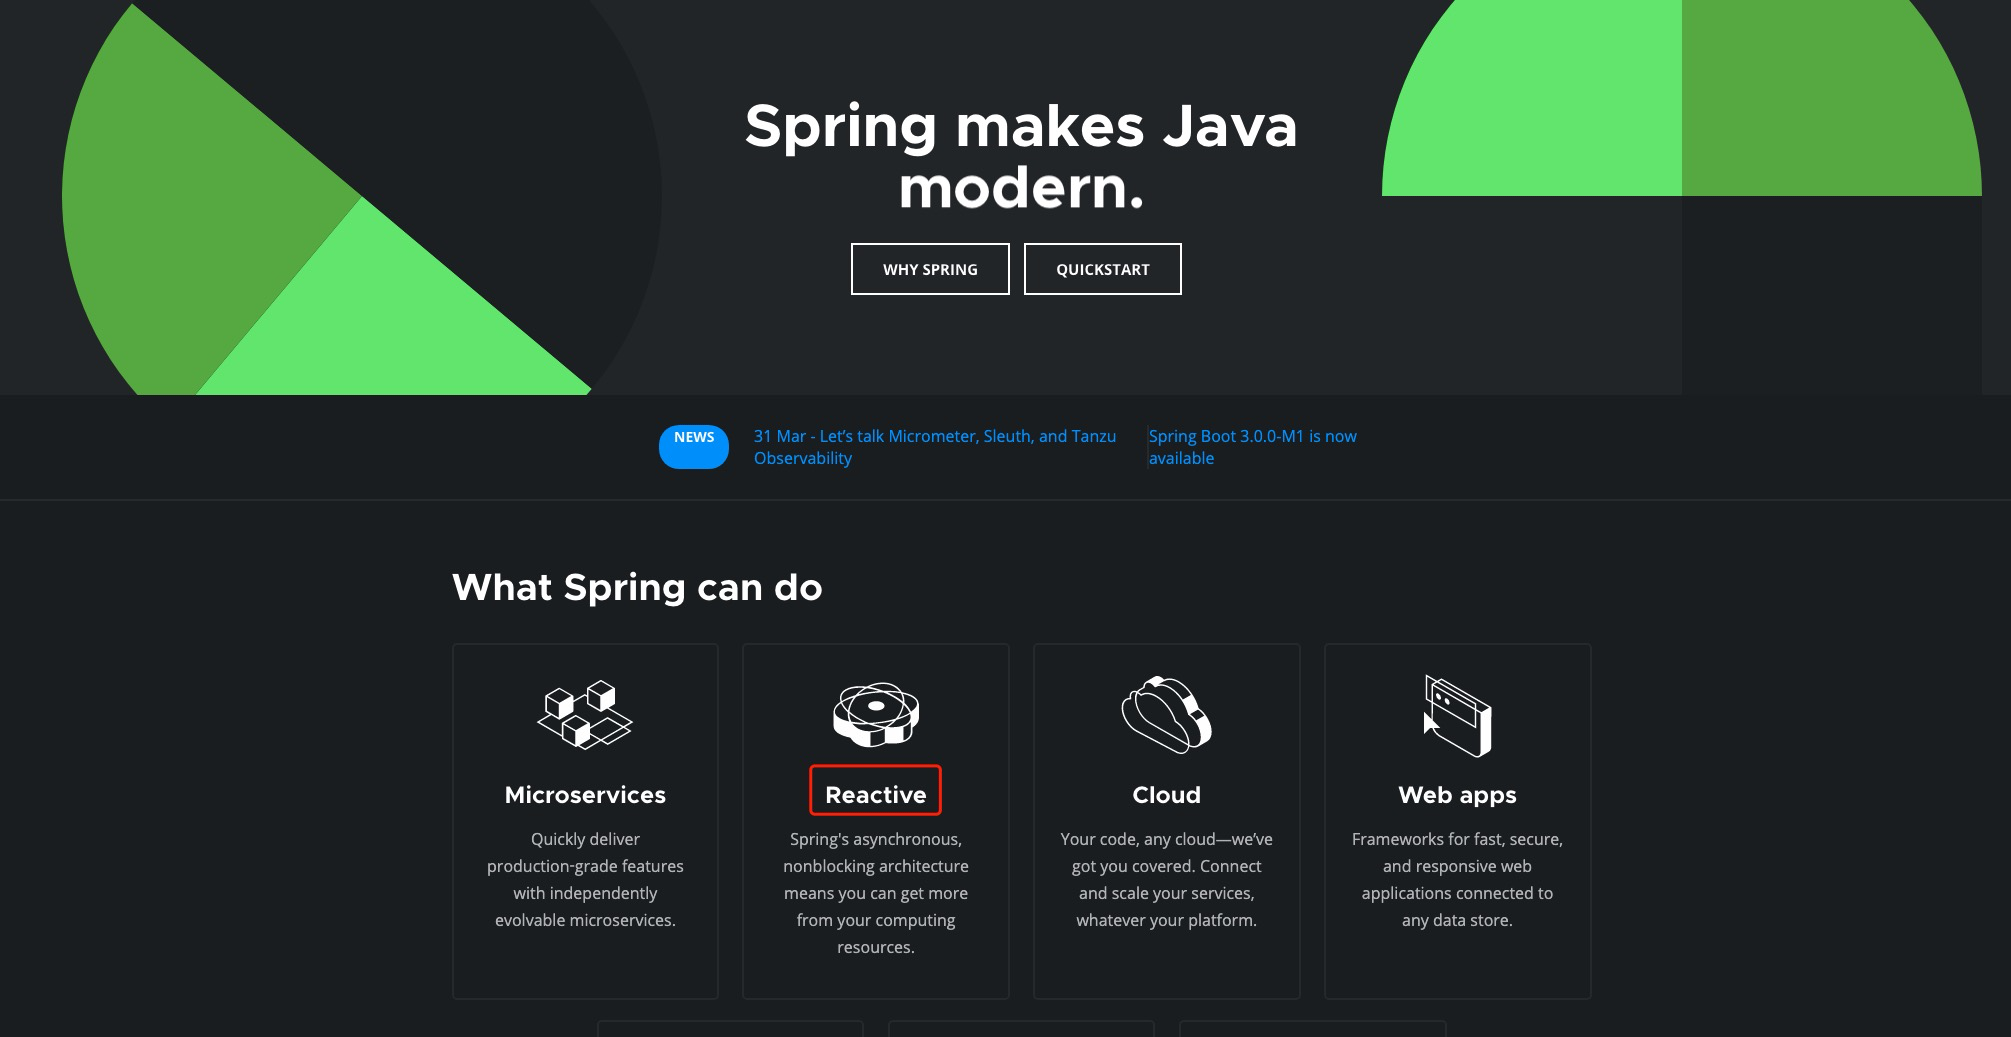 Spring makes Java
modern.
WHY SPRING
QUICKSTART
NEWS
31 Mar - Let’s talk Micrometer, Sleuth, and Tanzu
Observability
Spring Boot 3.0.0-M1 is now
available
What Spring can do
Microservices
Quickly deliver
production‑grade features
with independently
evolvable microservices.
Reactive
Spring's asynchronous,
nonblocking architecture
means you can get more
from your computing
resources.
Cloud
Your code, any cloud—we’ve
got you covered. Connect
and scale your services,
whatever your platform.
Web apps
Frameworks for fast, secure,
and responsive web
applications connected to
any data store.